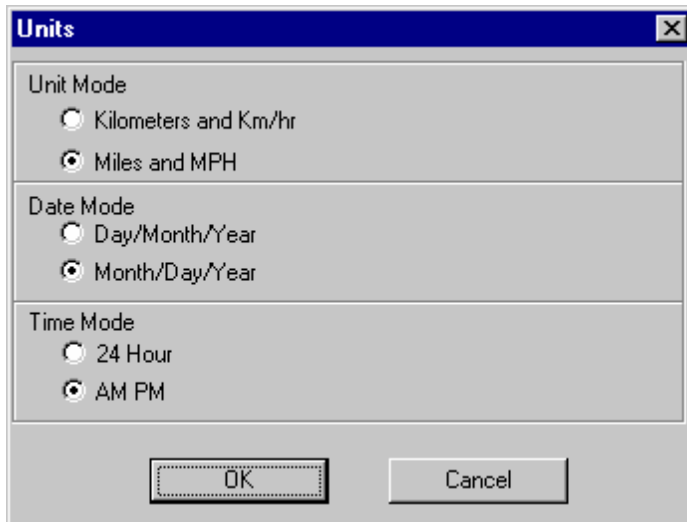 Units
Unit Mode
Kilometers and Km/hr
Miles and MPH
Date Mode
Day/Month/Year
Month/Day/Year
Time Mode
24 Hour
AM PM
OK
Cancel